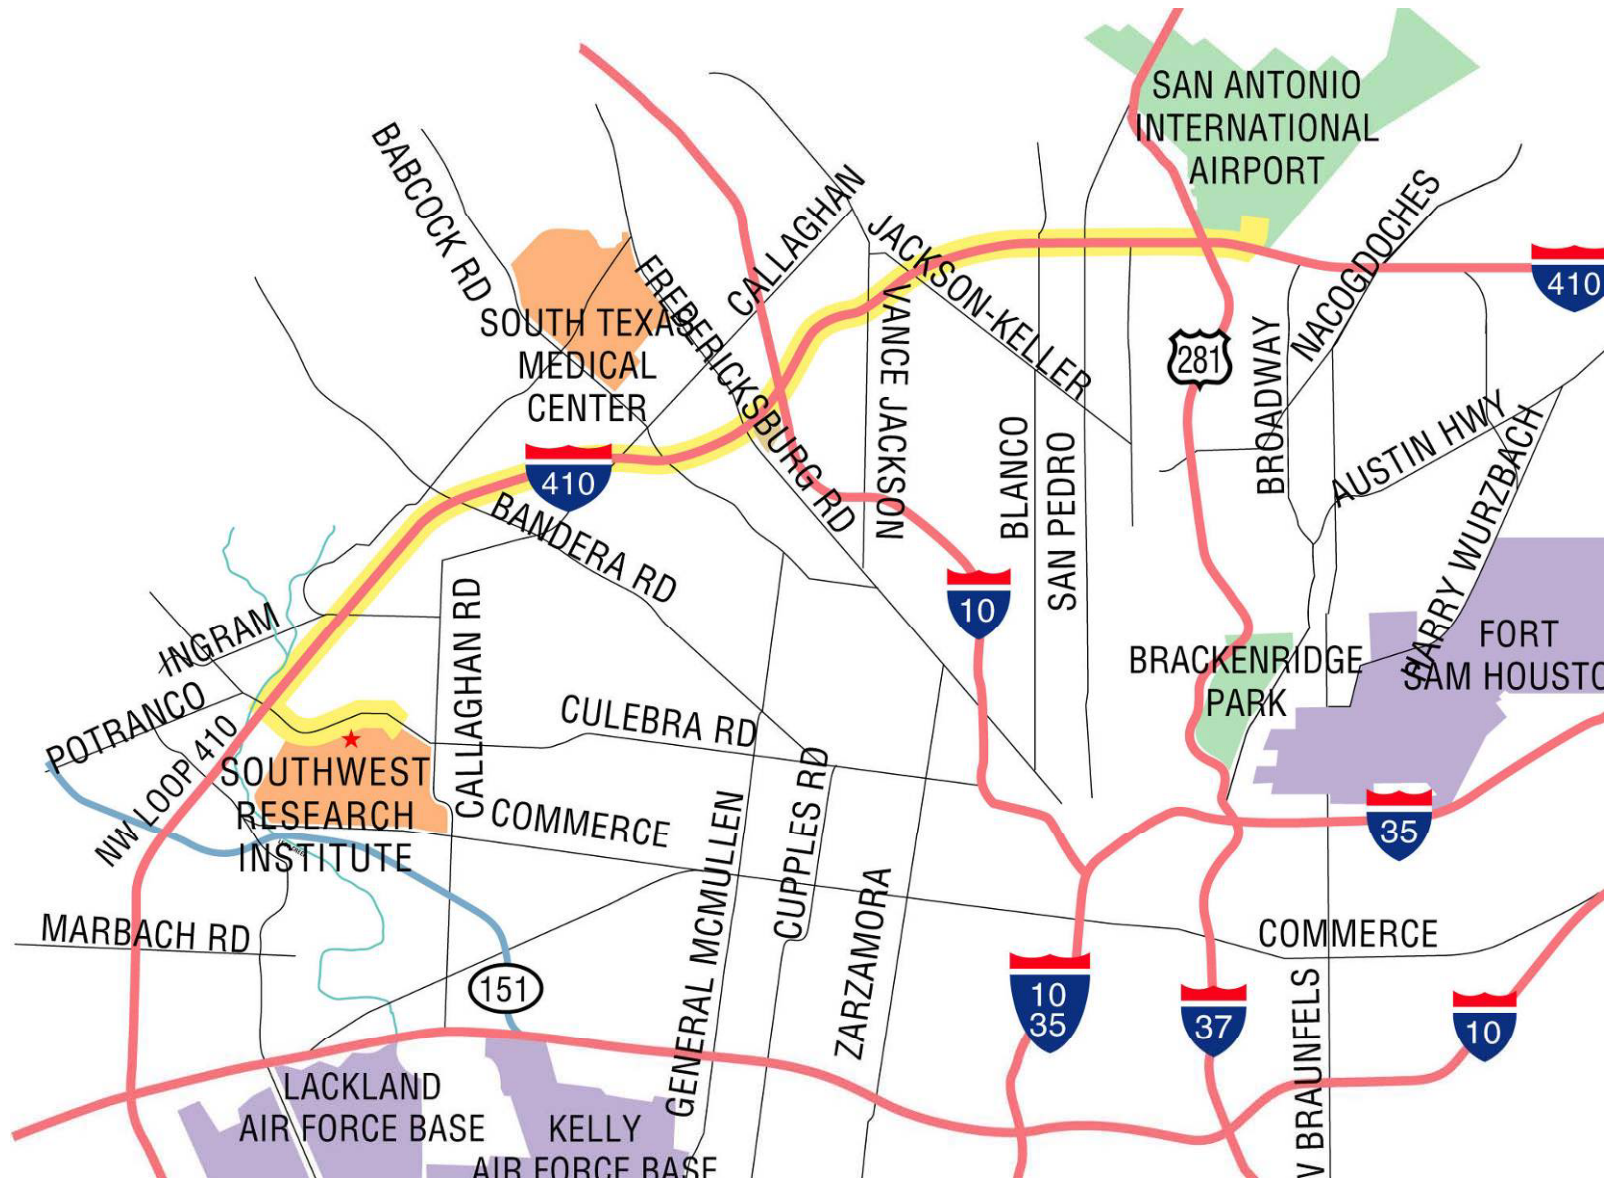 SAN ANTONIO
INTERNATIONAL
AIRPORT
BABCOCK RD
CALLAGHAN
JACKSON-KELLER
NACOGDOCHES
FREDERICKSBURG RD
410
SOUTH TEXAS
MEDICAL
CENTER
VANCE JACKSON
281
BROADWAY
AUSTIN HWY
HARRY WURZBACH
BLANCO
SAN PEDRO
410
BANDERA RD
10
INGRAM
CALLAGHAN RD
FORT
SAM HOUSTO
BRACKENRIDGE
PARK
POTRANCO
NW LOOP 410
CULEBRA RD
SOUTHWEST
RESEARCH
INSTITUTE
COMMERCE
GENERAL MCMULLEN
CUPPLES RD
ZARZAMORA
35
MARBACH RD
COMMERCE
151
10
35
37
10
W BRAUNFELS
LACKLAND
AIR FORCE BASE
KELLY
AIR FORCE BASE